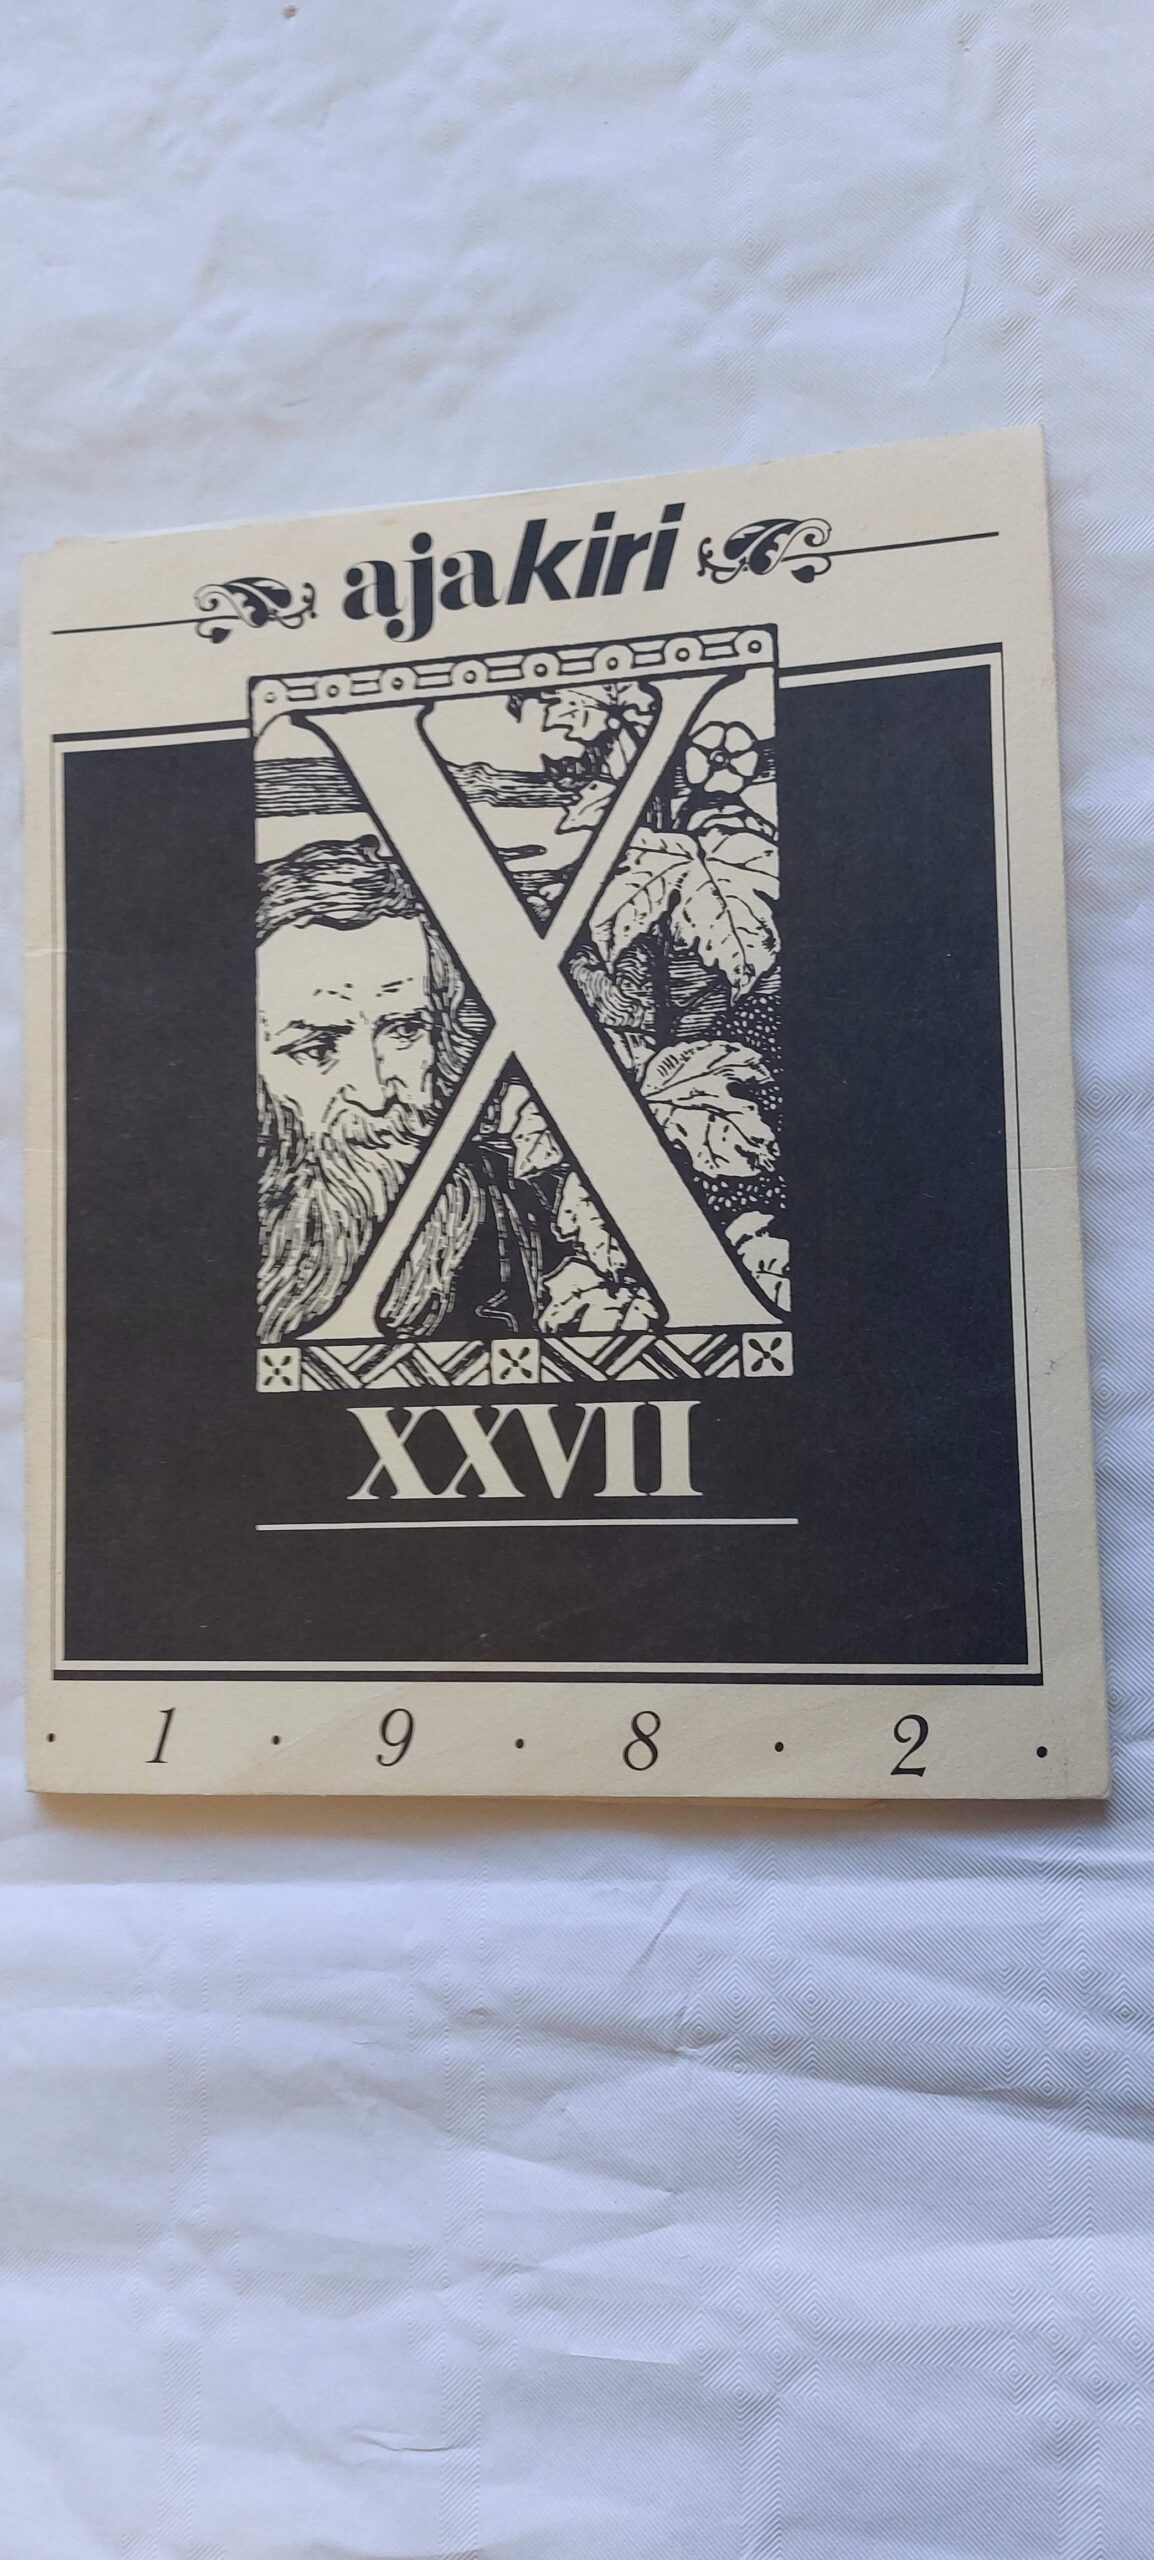 ajakiri
X
XXVII
· 1 · 9 · 8 · 2 ·